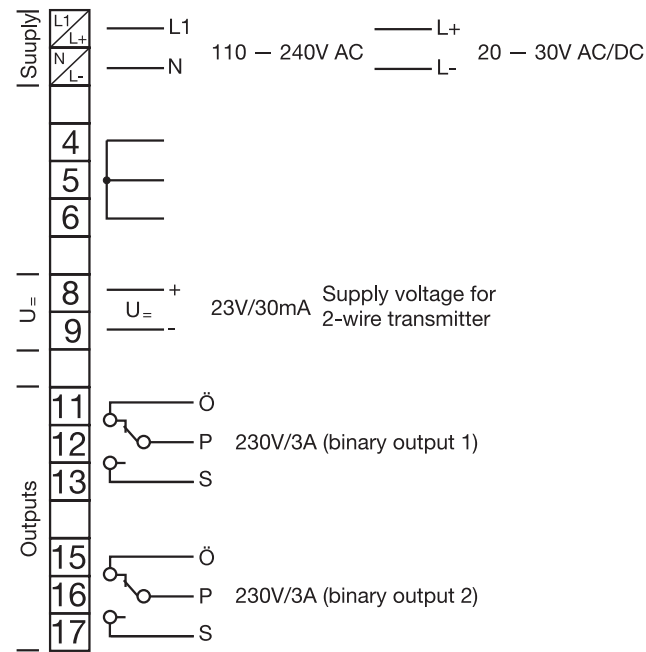 Suuply
L1
L+
L1
L+
110 – 240V AC
20 – 30V AC/DC
N
L-
N
L-
4
5
6
U=
8
+
U=
23V/30mA
Supply voltage for
2-wire transmitter
9
-
Outputs
11
Ö
12
P
230V/3A (binary output 1)
13
S
15
Ö
16
P
230V/3A (binary output 2)
17
S